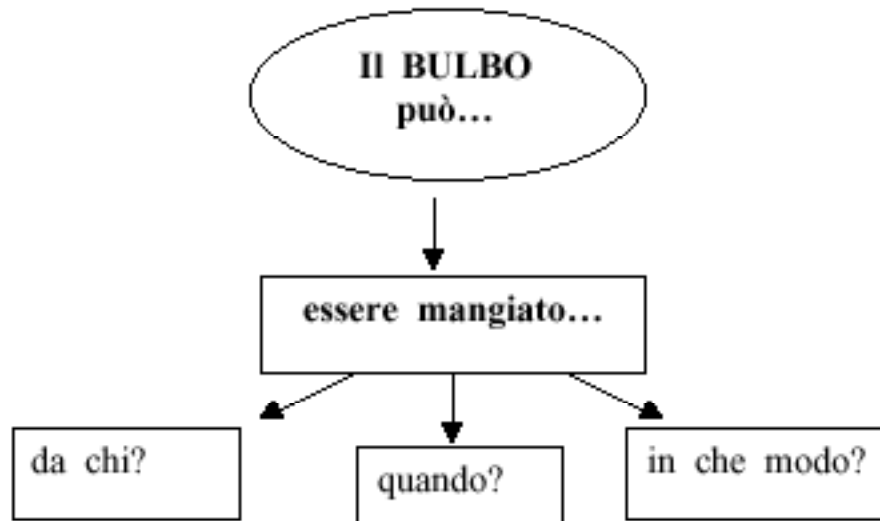 Il BULBO
può…
essere mangiato…
da chi?
quando?
in che modo?